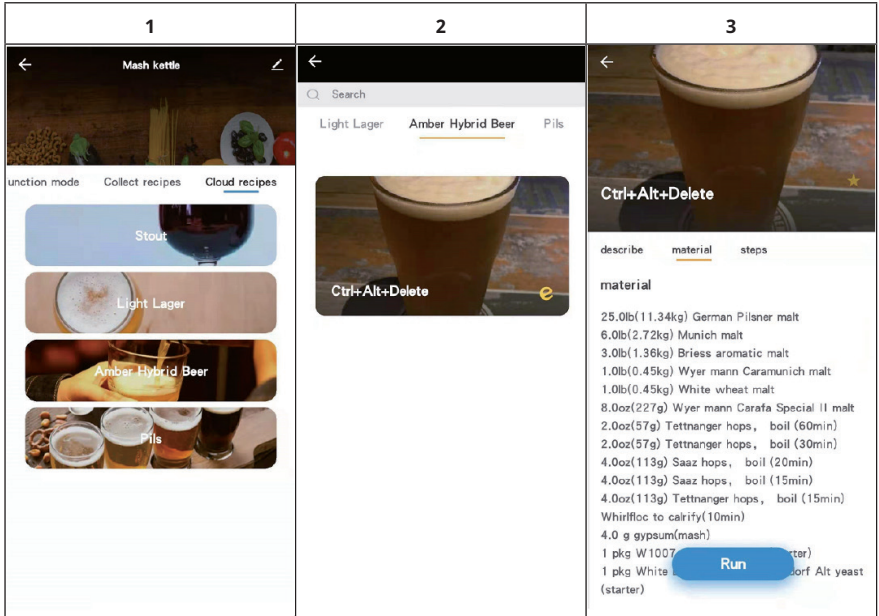 1
2
3
Mash kettle
unction mode Collect recipes Cloud recipes
Stout
Light Lager
Amber Hybrid Beer
Pils
Search
Light Lager Amber Hybrid Beer Pils
Ctrl+Alt+Delete
Ctrl+Alt+Delete
describe material steps
material
25.0lb(11.34kg) German Pilsner malt
6.0lb(2.72kg) Munich malt
3.0lb(1.36kg) Briess aromatic malt
1.0lb(0.45kg) Wyer mann Caramunich malt
1.0lb(0.45kg) White wheat malt
8.0oz(227g) Wyer mann Carafa Special II malt
2.0oz(57g) Tettnanger hops, boil (60min)
2.0oz(57g) Tettnanger hops, boil (30min)
4.0oz(113g) Saaz hops, boil (20min)
4.0oz(113g) Saaz hops, boil (15min)
4.0oz(113g) Tettnanger hops, boil (15min)
Whirlfloc to calrify(10min)
4.0 g gypsum(mash)
1 pkg W1007 ter)
1 pkg White orf Alt yeast
(starter)
Run